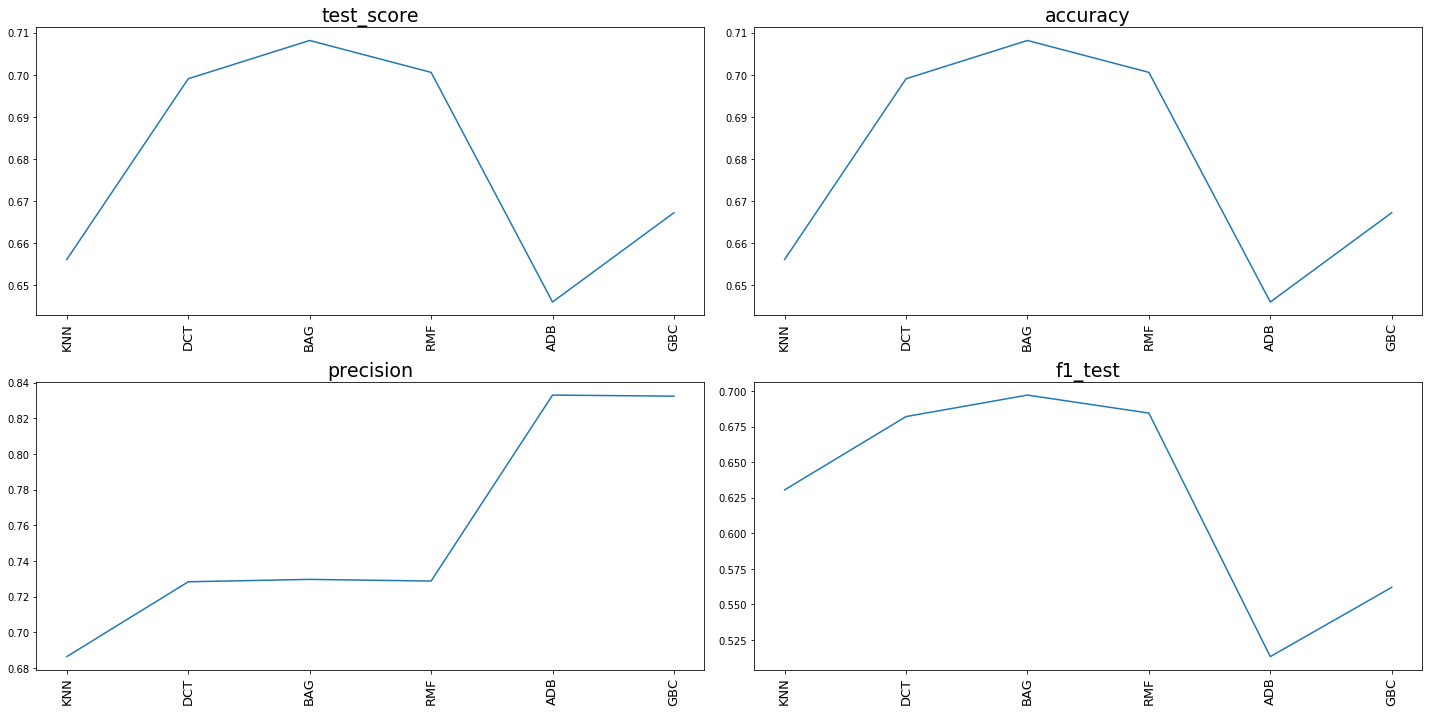 test_score
0.71
0.70
0.69
0.68
0.67
0.66
0.65
KNN
DCT
BAG
RMF
ADB
GBC
accuracy
0.71
0.70
0.69
0.68
0.67
0.66
0.65
KNN
DCT
BAG
RMF
ADB
GBC
precision
0.84
0.82
0.80
0.78
0.76
0.74
0.72
0.70
0.68
KNN
DCT
BAG
RMF
ADB
GBC
f1_test
0.700
0.675
0.650
0.625
0.600
0.575
0.550
0.525
KNN
DCT
BAG
RMF
ADB
GBC